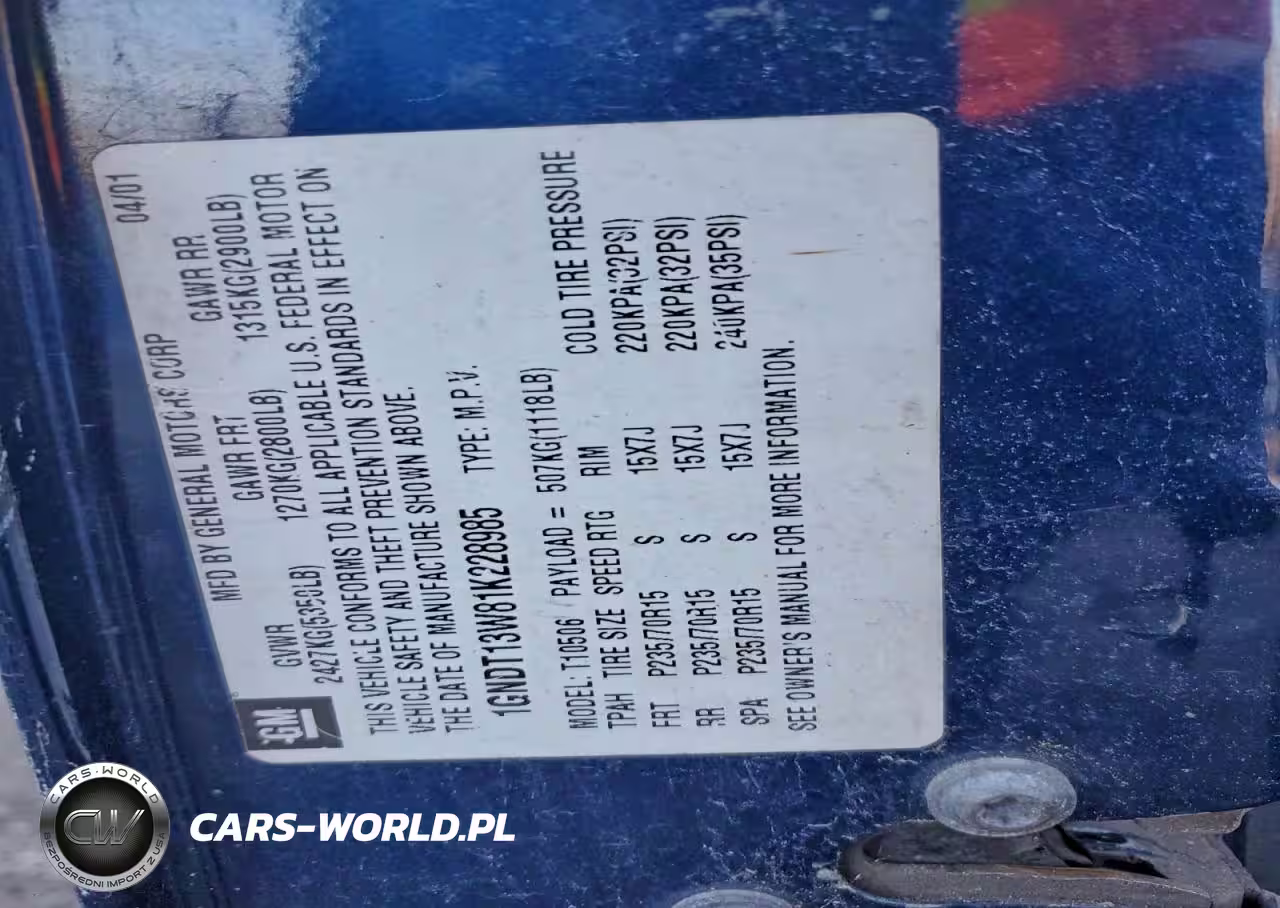 MFD BY GENERAL MOTORS CORP 04/01
GVWR GAWR FRT GAWR RR
2427KG(5350LB) 1270KG(2800LB) 1315KG(2900LB)
THIS VEHICLE CONFORMS TO ALL APPLICABLE U.S. FEDERAL MOTOR
VEHICLE SAFETY AND THEFT PREVENTION STANDARDS IN EFFECT ON
THE DATE OF MANUFACTURE SHOWN ABOVE.
1GNDT13W81K228985 TYPE: M.P.V.
MODEL: T10506 / PAYLOAD = 507KG(1118LB)
TPAH TIRE SIZE SPEED RTG RIM COLD TIRE PRESSURE
FRT P235/70R15 S 15X7J 220KPA(32PSI)
RR P235/70R15 S 15X7J 220KPA(32PSI)
SPA P235/70R15 S 15X7J 240KPA(35PSI)
SEE OWNER'S MANUAL FOR MORE INFORMATION.
GM
CARS-WORLD
CW
BEZPOŚREDNI IMPORT Z USA
CARS-WORLD.PL